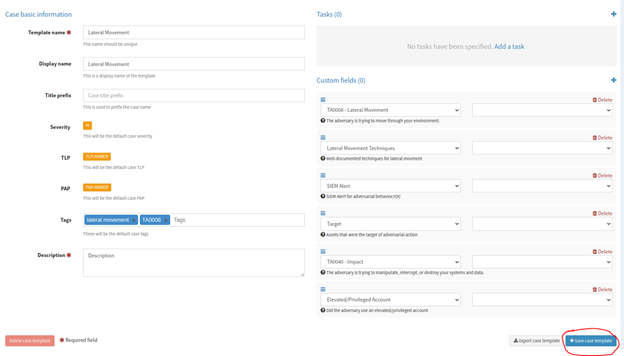 Case basic information
Template name *
Lateral Movement
This name should be unique
Display name
Lateral Movement
This is a display name of the template
Title prefix
Case title prefix
This is used to prefix the case name
Severity
M
This will be the default case severity
TLP
TLP:AMBER
This will be the default case TLP
PAP
PAP:AMBER
This will be the default case PAP
Tags
lateral movement
TA0008
Tags
These will be the default case tags
Description *
Description
Delete case template
* Required field
Tasks (0)
No tasks have been specified. Add a task
Custom fields (0)
Delete
TA0008 - Lateral Movement
The adversary is trying to move through your environment.
Delete
Lateral Movement Techniques
Well-documented techniques for lateral movment
Delete
SIEM Alert
SIEM Alert for adversarial behavior/IOC
Delete
Target
Assets that were the target of adversarial action
Delete
TA0040 - Impact
The adversary is trying to manipulate, interrupt, or destroy your systems and data.
Delete
Elevated/Privileged Account
Did the adversary use an elevated/privileged account
Export case template
+ Save case template